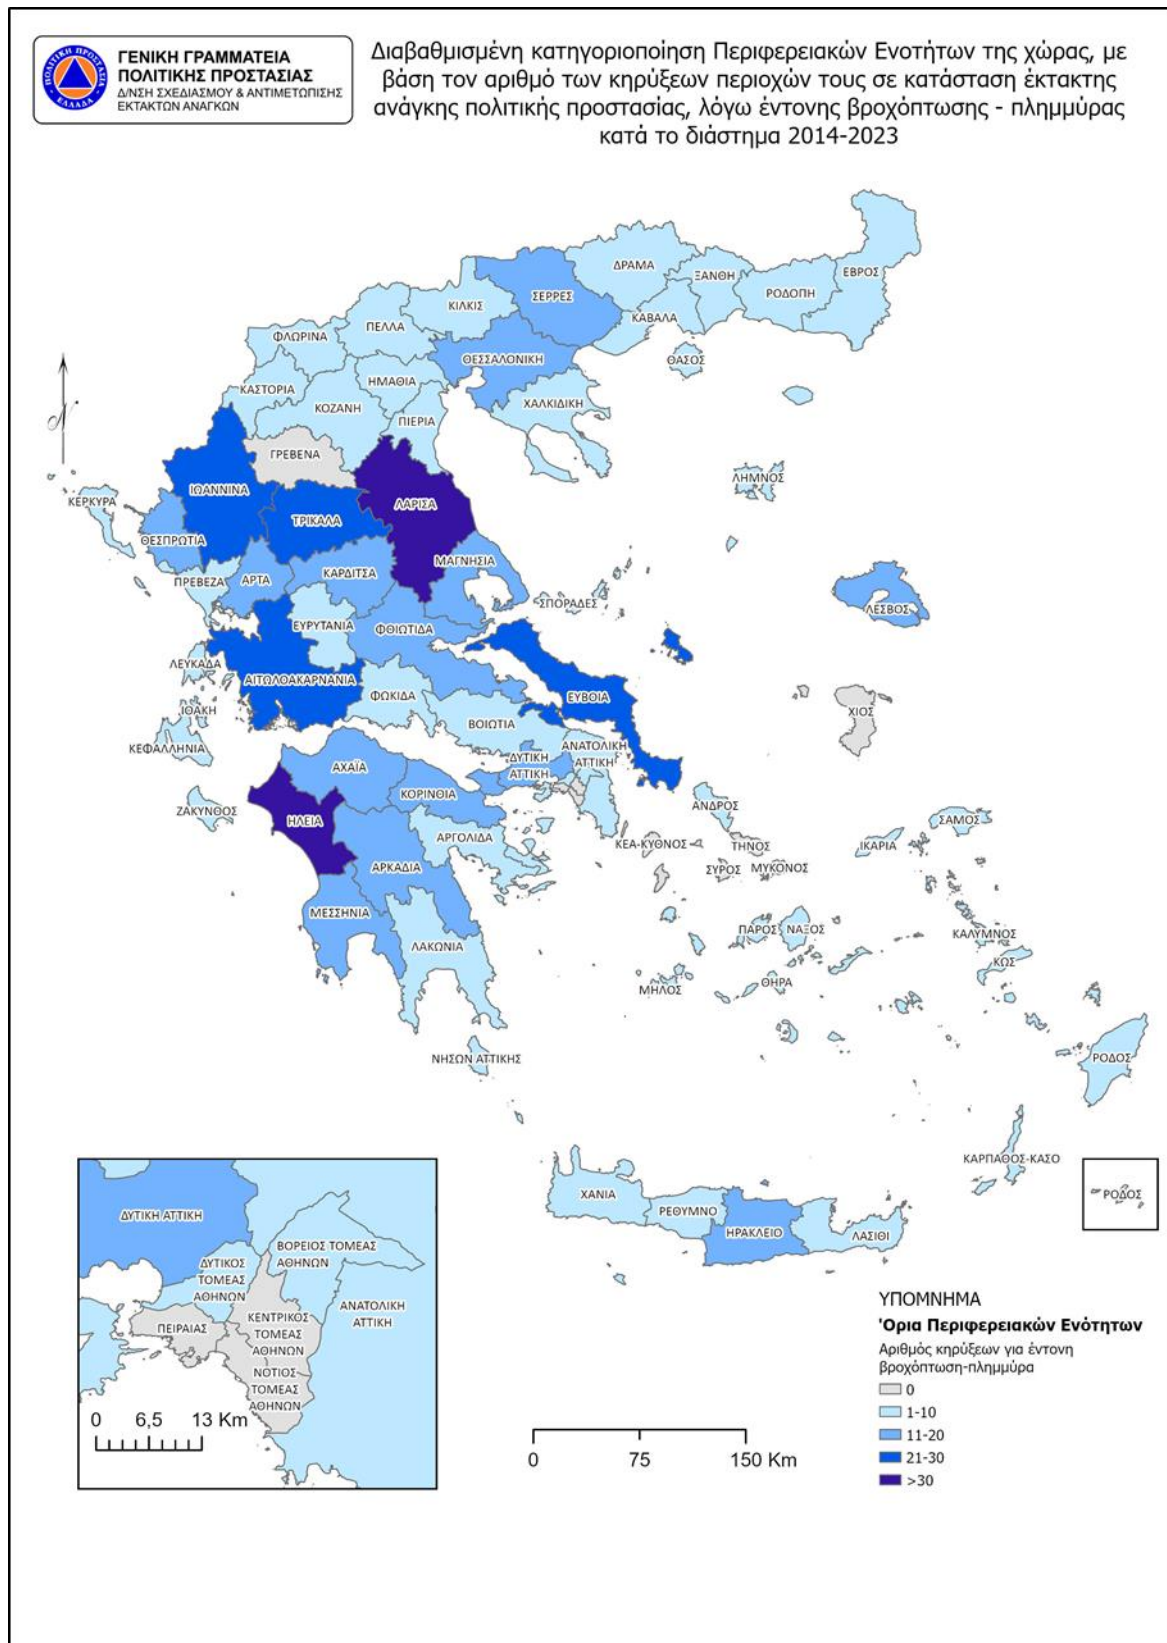 ΠΟΛΙΤΙΚΗ ΠΡΟΣΤΑΣΙΑ
ΕΛΛΑΔΑ
ΓΕΝΙΚΗ ΓΡΑΜΜΑΤΕΙΑ
ΠΟΛΙΤΙΚΗΣ ΠΡΟΣΤΑΣΙΑΣ
Δ/ΝΣΗ ΣΧΕΔΙΑΣΜΟΥ & ΑΝΤΙΜΕΤΩΠΙΣΗΣ
ΕΚΤΑΚΤΩΝ ΑΝΑΓΚΩΝ
Διαβαθμισμένη κατηγοριοποίηση Περιφερειακών Ενοτήτων της χώρας, με
βάση τον αριθμό των κηρύξεων περιοχών τους σε κατάσταση έκτακτης
ανάγκης πολιτικής προστασίας, λόγω έντονης βροχόπτωσης - πλημμύρας
κατά το διάστημα 2014-2023
ΔΡΑΜΑ
ΞΑΝΘΗ
ΡΟΔΟΠΗ
ΕΒΡΟΣ
ΣΕΡΡΕΣ
ΚΙΛΚΙΣ
ΚΑΒΑΛΑ
ΠΕΛΛΑ
ΦΛΩΡΙΝΑ
ΘΕΣΣΑΛΟΝΙΚΗ
ΘΑΣΟΣ
ΗΜΑΘΙΑ
ΚΑΣΤΟΡΙΑ
ΚΟΖΑΝΗ
ΧΑΛΚΙΔΙΚΗ
ΠΙΕΡΙΑ
ΓΡΕΒΕΝΑ
ΛΗΜΝΟΣ
ΙΩΑΝΝΙΝΑ
ΚΕΡΚΥΡΑ
ΛΑΡΙΣΑ
ΤΡΙΚΑΛΑ
ΘΕΣΠΡΩΤΙΑ
ΜΑΓΝΗΣΙΑ
ΚΑΡΔΙΤΣΑ
ΠΡΕΒΕΖΑ
ΑΡΤΑ
ΣΠΟΡΑΔΕΣ
ΛΕΣΒΟΣ
ΕΥΡΥΤΑΝΙΑ
ΦΘΙΩΤΙΔΑ
ΛΕΥΚΑΔΑ
ΑΙΤΩΛΟΑΚΑΡΝΑΝΙΑ
ΦΩΚΙΔΑ
ΕΥΒΟΙΑ
ΙΘΑΚΗ
ΧΙΟΣ
ΒΟΙΩΤΙΑ
ΚΕΦΑΛΛΗΝΙΑ
ΔΥΤΙΚΗ
ΑΤΤΙΚΗ
ΑΝΑΤΟΛΙΚΗ
ΑΤΤΙΚΗ
ΑΧΑΪΑ
ΚΟΡΙΝΘΙΑ
ΖΑΚΥΝΘΟΣ
ΗΛΕΙΑ
ΑΝΔΡΟΣ
ΣΑΜΟΣ
ΑΡΓΟΛΙΔΑ
ΚΕΑ-ΚΥΘΝΟΣ
ΤΗΝΟΣ
ΙΚΑΡΙΑ
ΑΡΚΑΔΙΑ
ΣΥΡΟΣ
ΜΥΚΟΝΟΣ
ΜΕΣΣΗΝΙΑ
ΠΑΡΟΣ
ΝΑΞΟΣ
ΚΑΛΥΜΝΟΣ
ΛΑΚΩΝΙΑ
ΚΩΣ
ΜΗΛΟΣ
ΘΗΡΑ
ΝΗΣΩΝ ΑΤΤΙΚΗΣ
ΡΟΔΟΣ
ΚΑΡΠΑΘΟΣ-ΚΑΣΟ
ΡΟΔΟΣ
ΧΑΝΙΑ
ΡΕΘΥΜΝΟ
ΗΡΑΚΛΕΙΟ
ΛΑΣΙΘΙ
ΔΥΤΙΚΗ ΑΤΤΙΚΗ
ΒΟΡΕΙΟΣ ΤΟΜΕΑΣ
ΑΘΗΝΩΝ
ΔΥΤΙΚΟΣ
ΤΟΜΕΑΣ
ΑΘΗΝΩΝ
ΑΝΑΤΟΛΙΚΗ
ΑΤΤΙΚΗ
ΠΕΙΡΑΙΑΣ
ΚΕΝΤΡΙΚΟΣ
ΤΟΜΕΑΣ
ΑΘΗΝΩΝ
ΝΟΤΙΟΣ
ΤΟΜΕΑΣ
ΑΘΗΝΩΝ
0 6,5 13 Km
0 75 150 Km
ΥΠΟΜΝΗΜΑ
'Ορια Περιφερειακών Ενότητων
Αριθμός κηρύξεων για έντονη
βροχόπτωση-πλημμύρα
0
1-10
11-20
21-30
>30
N